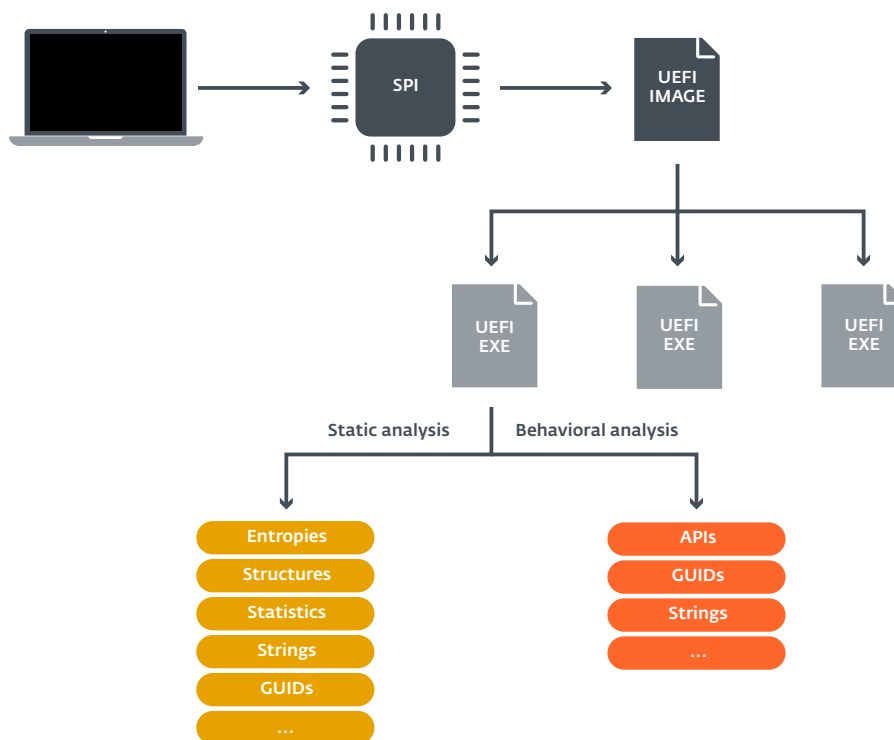 SPI
UEFI
IMAGE
UEFI
EXE
UEFI
EXE
UEFI
EXE
Static analysis
Behavioral analysis
Entropies
Structures
Statistics
Strings
GUIDs
...
APIs
GUIDs
Strings
...